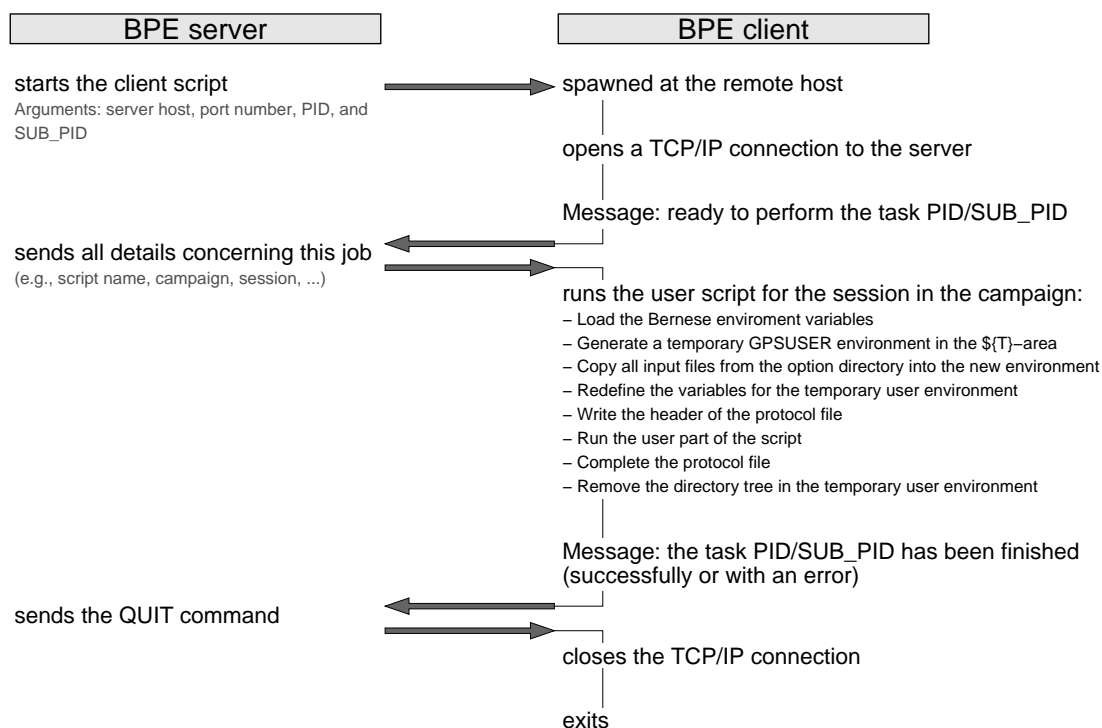 BPE server
BPE client
starts the client script
Arguments: server host, port number, PID, and
SUB_PID
spawned at the remote host
opens a TCP/IP connection to the server
Message: ready to perform the task PID/SUB_PID
sends all details concerning this job
(e.g., script name, campaign, session, ...)
runs the user script for the session in the campaign:
– Load the Bernese enviroment variables
– Generate a temporary GPSUSER environment in the ${T}–area
– Copy all input files from the option directory into the new environment
– Redefine the variables for the temporary user environment
– Write the header of the protocol file
– Run the user part of the script
– Complete the protocol file
– Remove the directory tree in the temporary user environment
Message: the task PID/SUB_PID has been finished
(successfully or with an error)
sends the QUIT command
closes the TCP/IP connection
exits